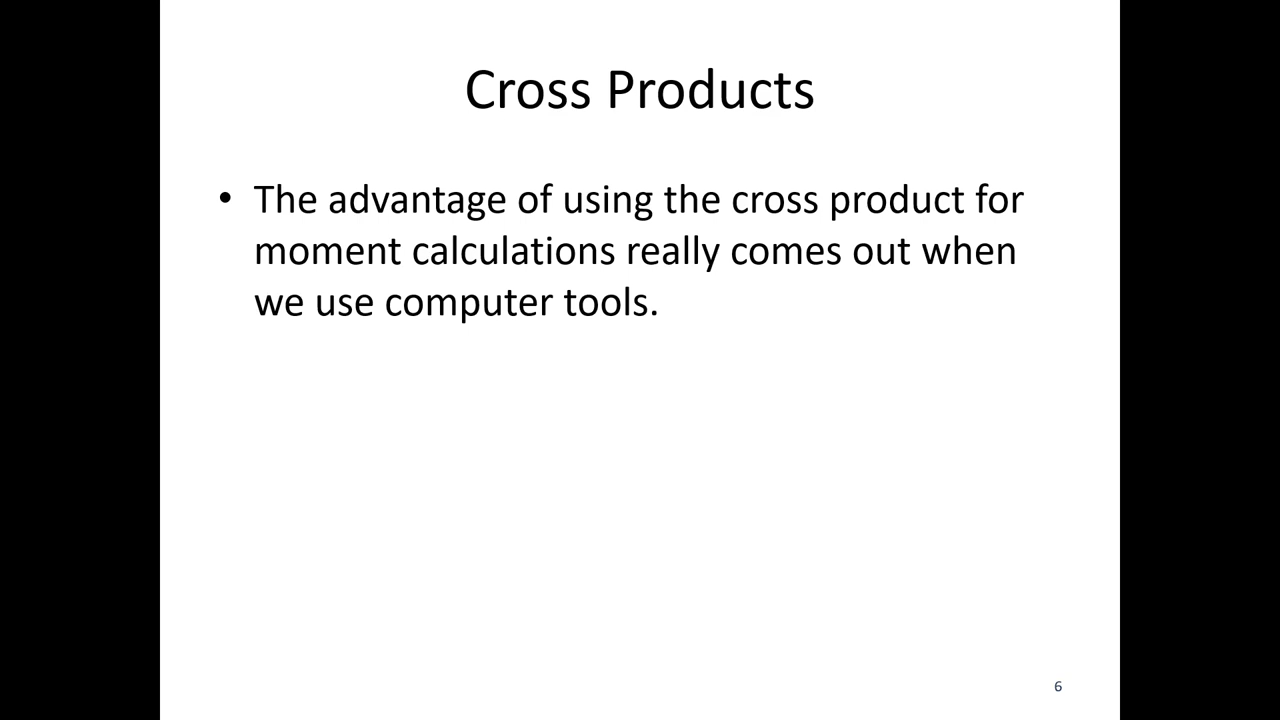 Cross Products
• The advantage of using the cross product for
moment calculations really comes out when
we use computer tools.
6